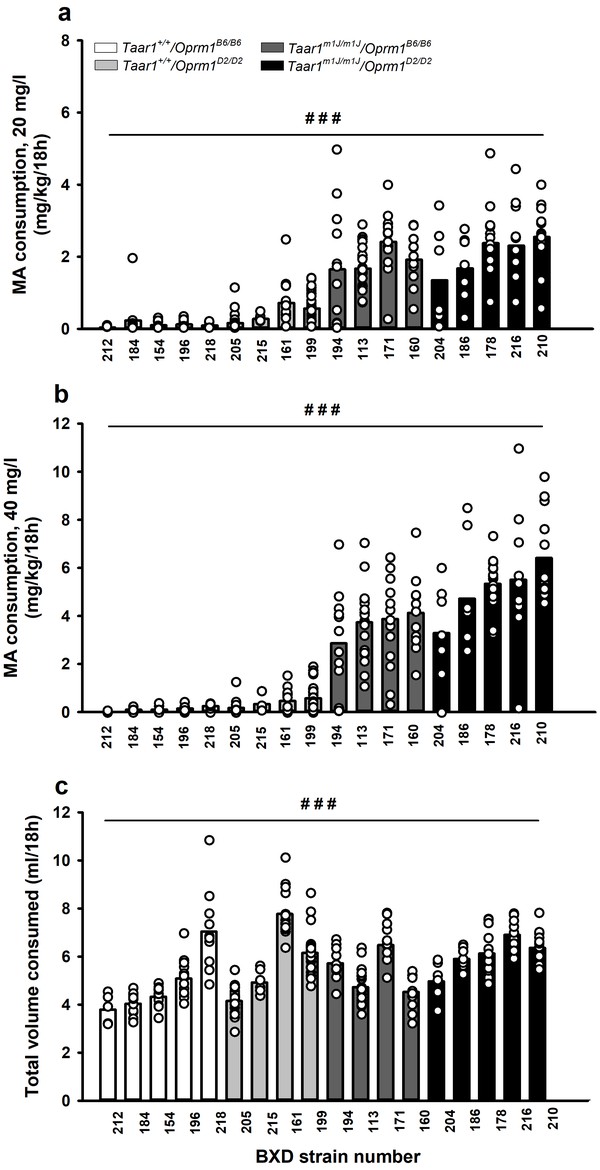 a
Taar1+/+/Oprm1B6/B6 Taar1m1J/m1J/Oprm1B6/B6
Taar1+/+/Oprm1D2/D2 Taar1m1J/m1J/Oprm1D2/D2
MA consumption, 20 mg/l
(mg/kg/18h)
8
6
4
2
0
###
212 184 154 196 218 205 215 161 199 194 113 171 160 204 186 178 216 210
b
MA consumption, 40 mg/l
(mg/kg/18h)
12
10
8
6
4
2
0
###
212 184 154 196 218 205 215 161 199 194 113 171 160 204 186 178 216 210
c
Total volume consumed (ml/18h)
12
10
8
6
4
2
0
###
212 184 154 196 218 205 215 161 199 194 113 171 160 204 186 178 216 210
BXD strain number